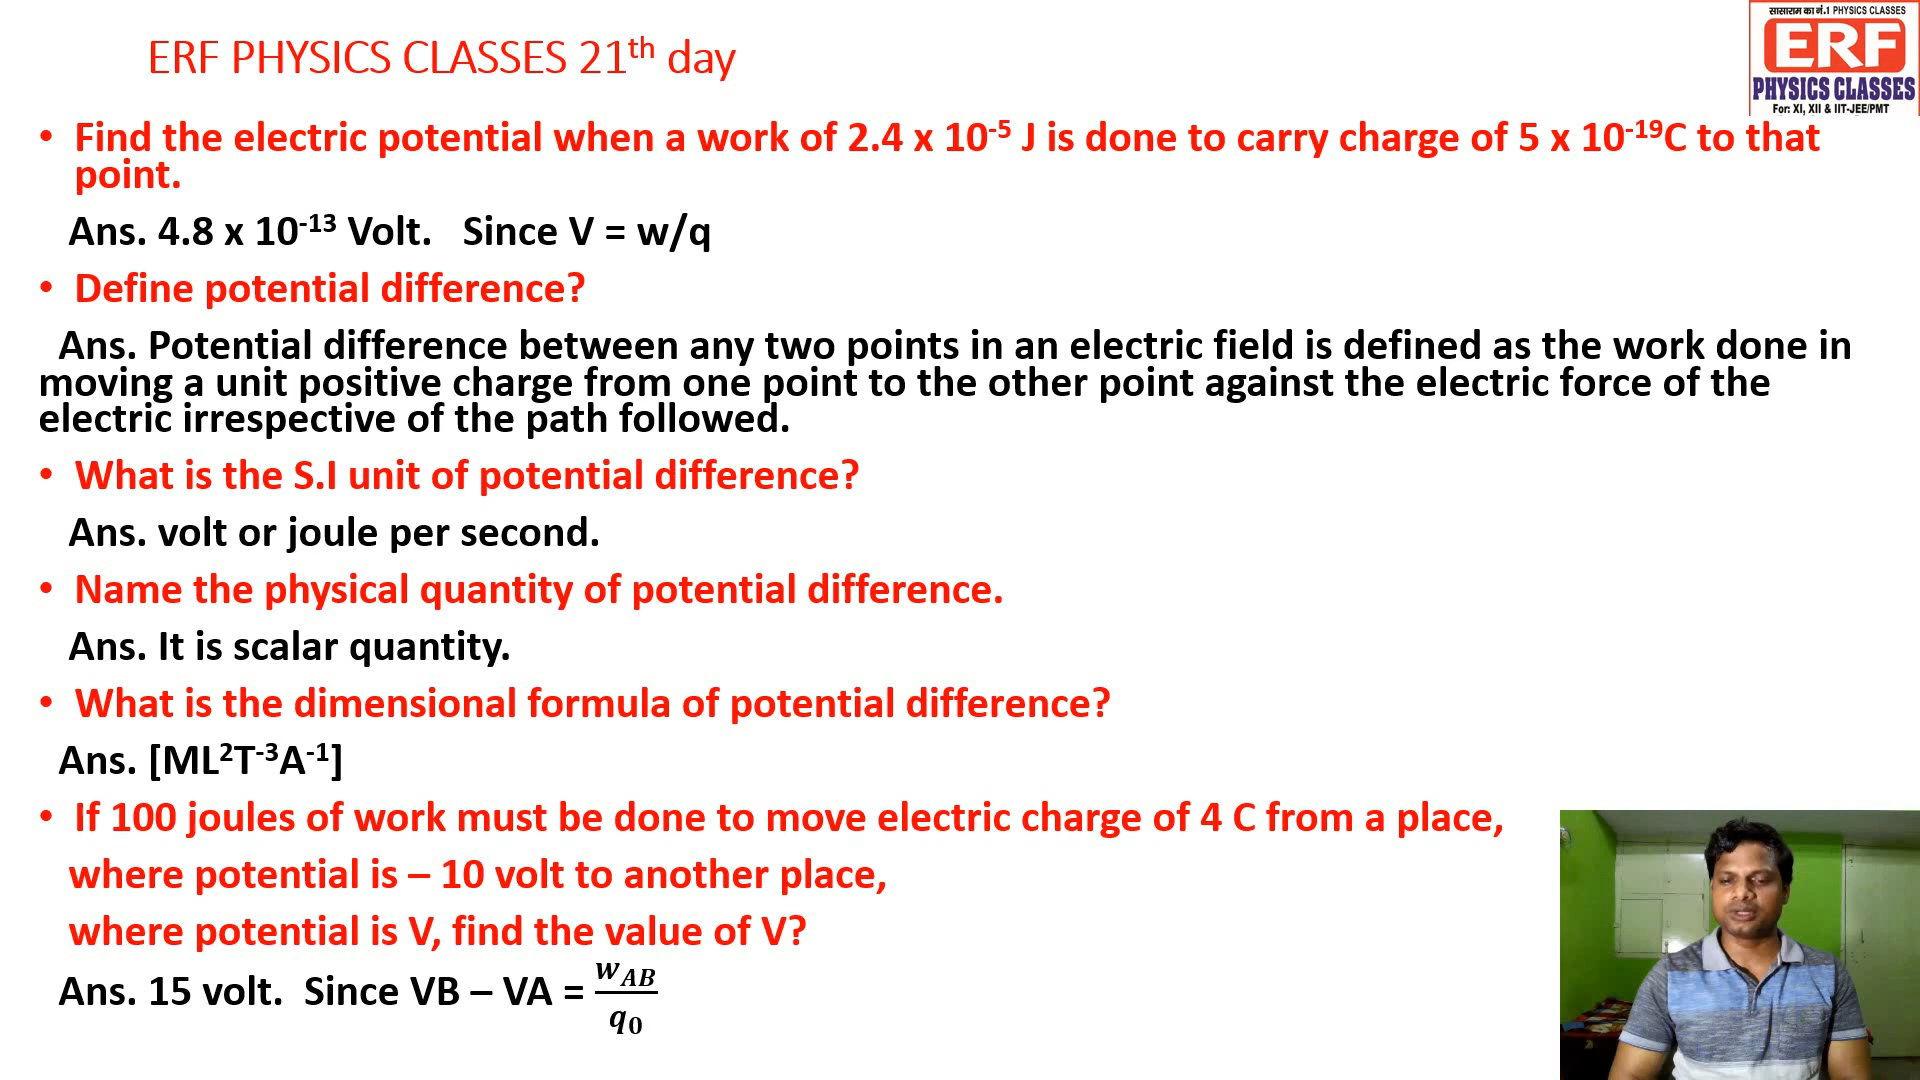 ERF PHYSICS CLASSES 21th day
सासाराम का नं.1 PHYSICS CLASSES
ERF
PHYSICS CLASSES
For: XI, XII & IIT-JEE/PMT
• Find the electric potential when a work of 2.4 x 10-5 J is done to carry charge of 5 x 10-19C to that
point.
Ans. 4.8 x 10-13 Volt. Since V = w/q
• Define potential difference?
Ans. Potential difference between any two points in an electric field is defined as the work done in
moving a unit positive charge from one point to the other point against the electric force of the
electric irrespective of the path followed.
• What is the S.I unit of potential difference?
Ans. volt or joule per second.
• Name the physical quantity of potential difference.
Ans. It is scalar quantity.
• What is the dimensional formula of potential difference?
Ans. [ML2T-3A-1]
• If 100 joules of work must be done to move electric charge of 4 C from a place,
where potential is – 10 volt to another place,
where potential is V, find the value of V?
Ans. 15 volt. Since VB – VA = wAB/q0